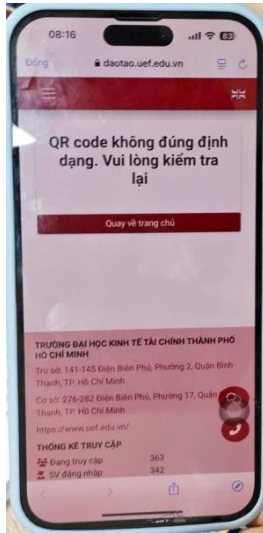 08:16
83
Đóng
daotao.uef.edu.vn
QR code không đúng định
dạng. Vui lòng kiểm tra
lại
Quay về trang chủ
TRƯỜNG ĐẠI HỌC KINH TẾ TÀI CHÍNH THÀNH PHỐ
HỒ CHÍ MINH
Trụ sở: 141-145 Điện Biên Phủ, Phường 2, Quận Bình
Thạnh, TP. Hồ Chí Minh
Cơ sở: 276-282 Điện Biên Phủ, Phường 17, Quận
Thạnh, TP. Hồ Chí Minh
https://www.uef.edu.vn/
THỐNG KÊ TRUY CẬP
Đang truy cập 363
SV đăng nhập 342